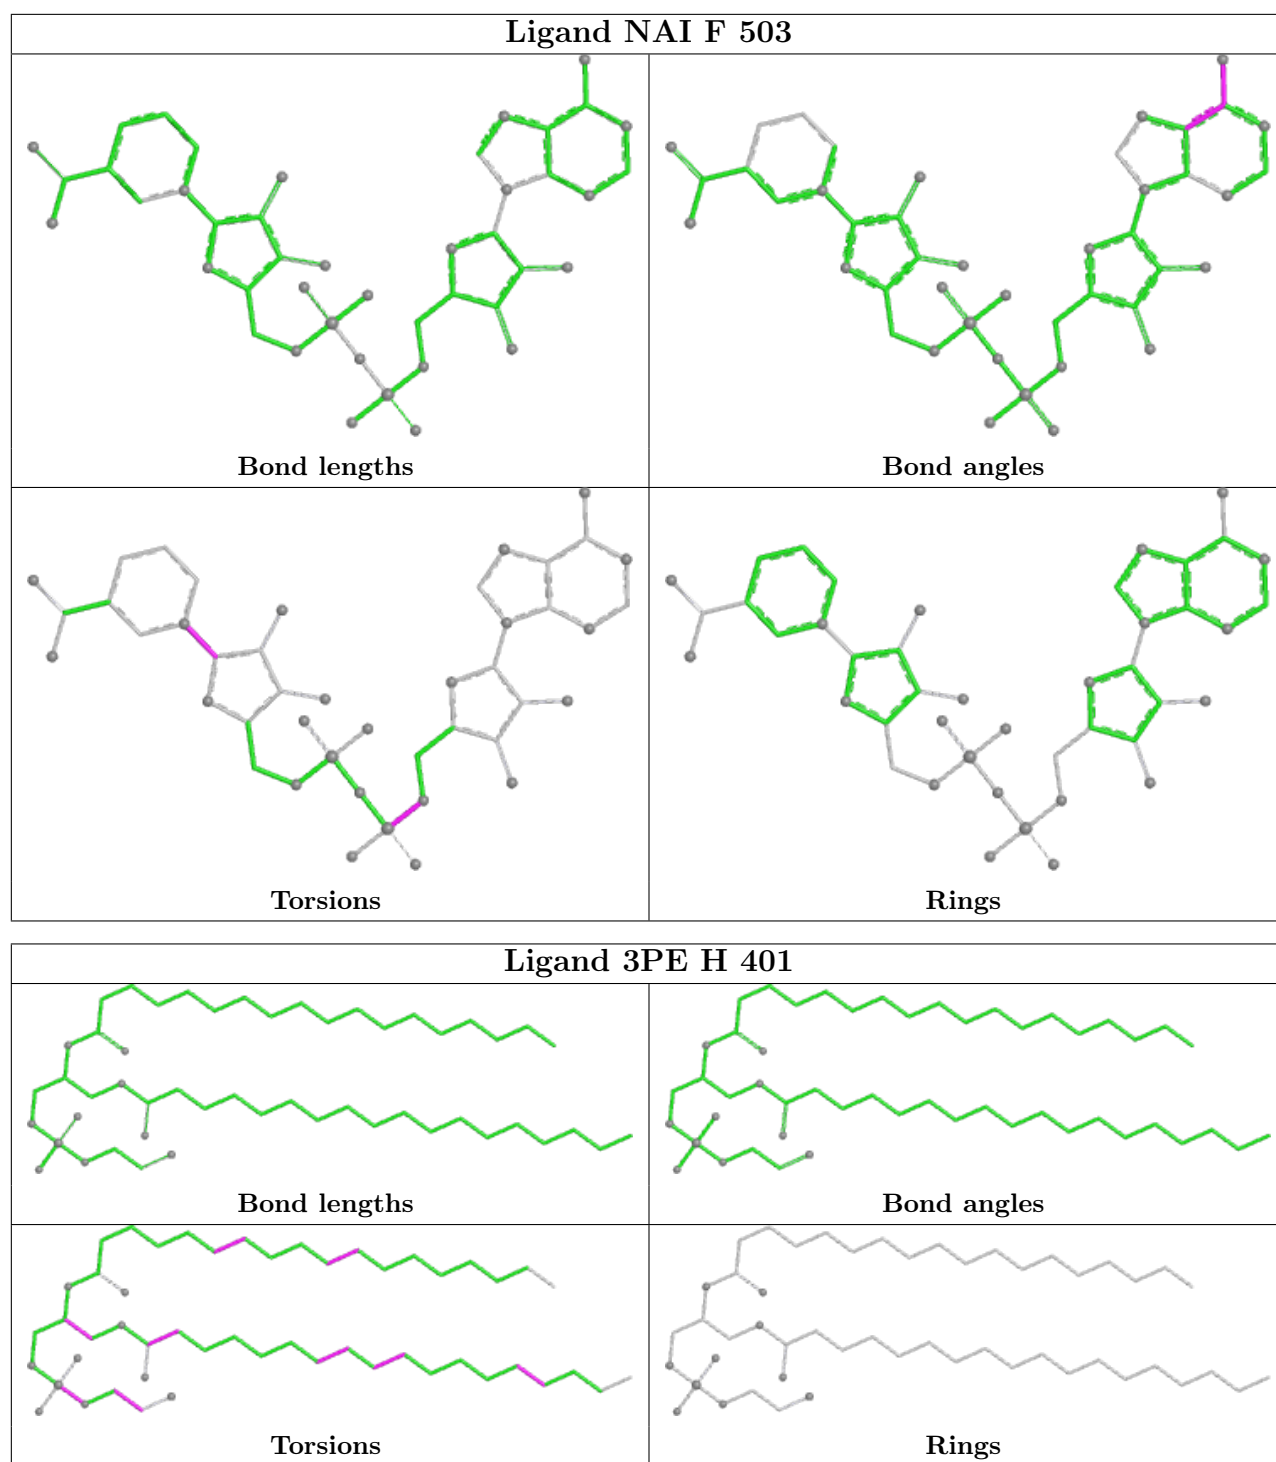 Ligand NAI F 503
Bond lengths
Bond angles
Torsions
Rings
Ligand 3PE H 401
Bond lengths
Bond angles
Torsions
Rings